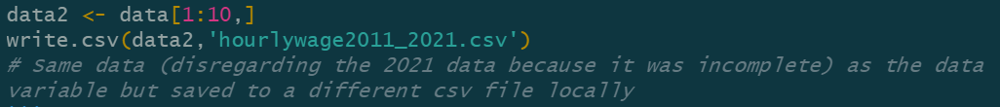 data2 <- data[1:10,]
write.csv(data2,'hourlywage2011_2021.csv')
# Same data (disregarding the 2021 data because it was incomplete) as the data
variable but saved to a different csv file locally